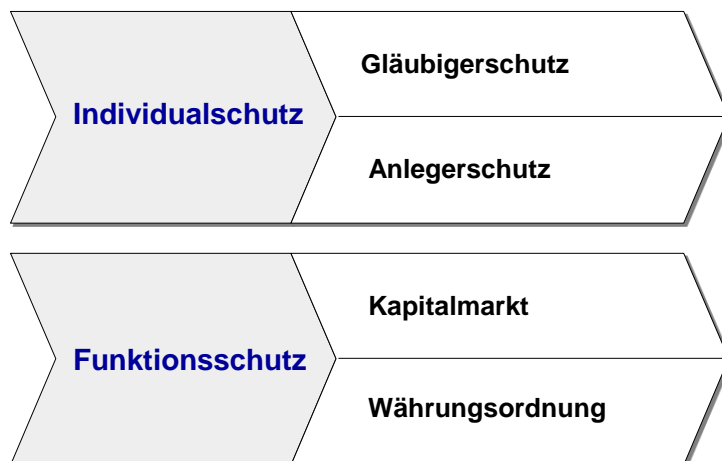 Individualschutz
Gläubigerschutz
Anlegerschutz
Funktionsschutz
Kapitalmarkt
Währungsordnung